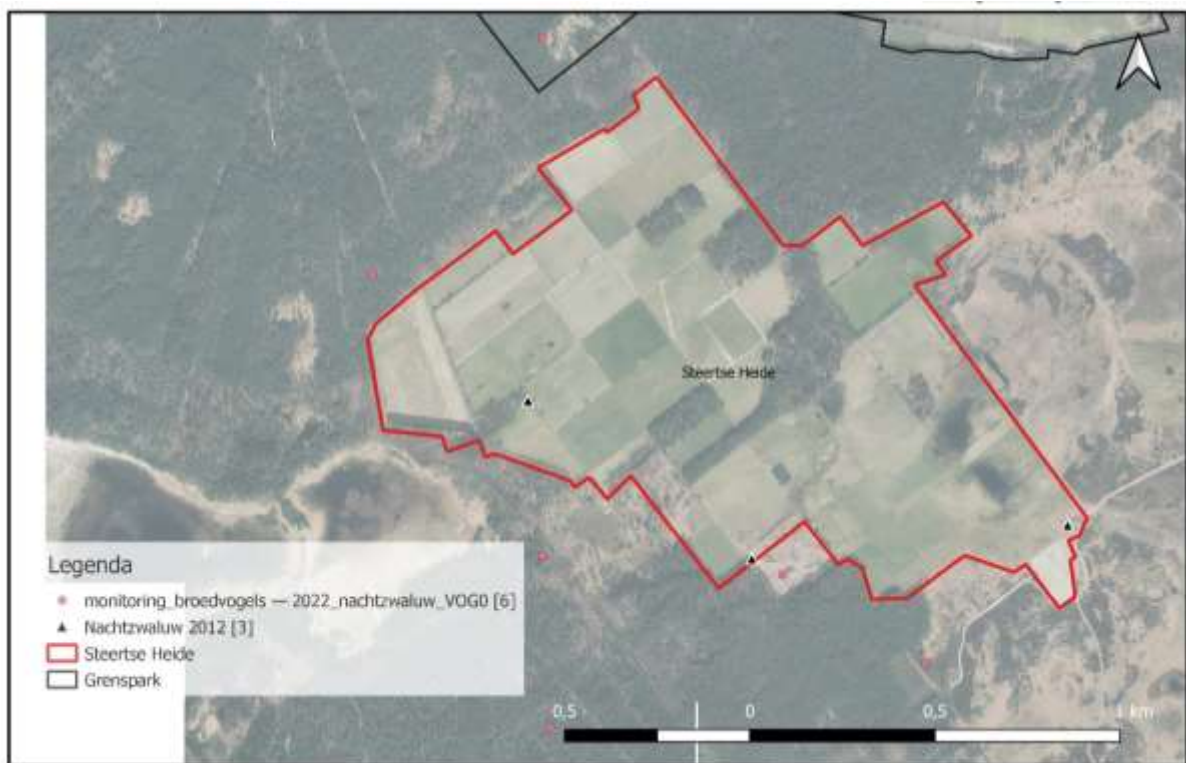 Steertse Heide
Legenda
monitoring_broedvogels — 2022_nachtzwaluw_VOG0 [6]
Nachtzwaluw 2012 [3]
Steertse Heide
Grenspark
0,5 0 0,5 1 km